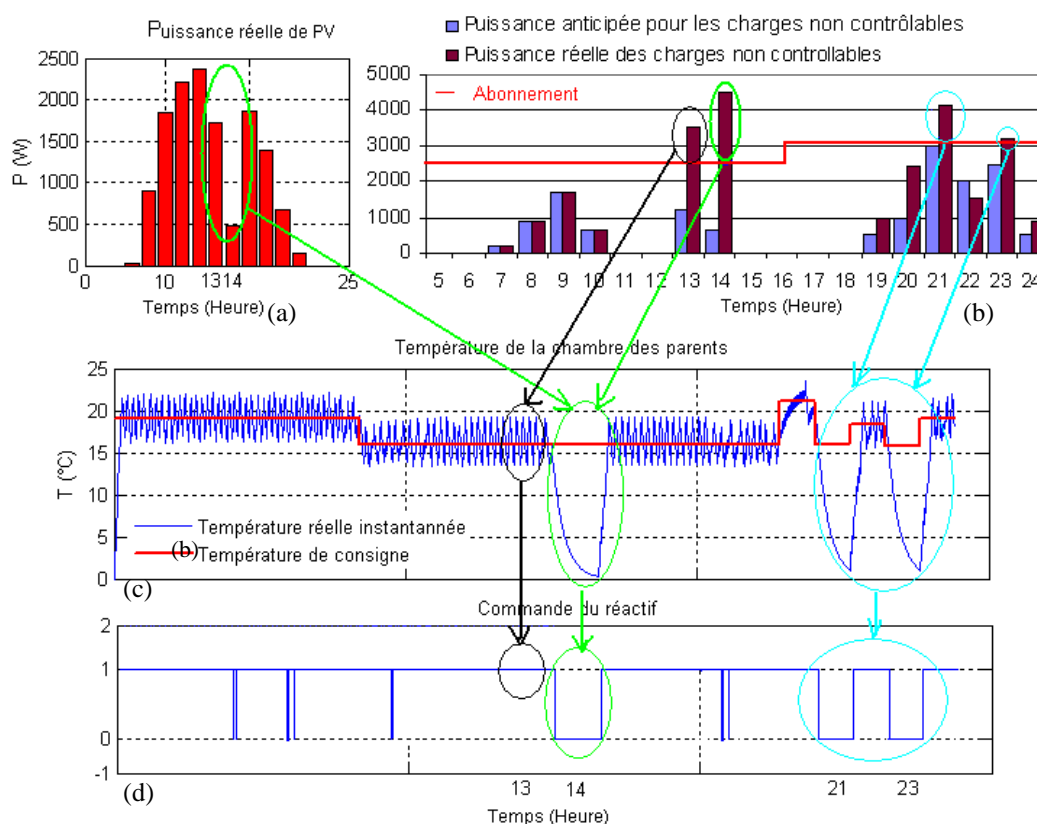 Puissance réelle de PV
2500
2000
1500
1000
500
0
P (W)
0
10
1314
25
Temps (Heure)
(a)
Puissance anticipée pour les charges non contrôlables
Puissance réelle des charges non controllables
5000
4000
3000
2000
1000
0
Abonnement
5 6 7 8 9 10 11 12 13 14 15 16 17 18 19 20 21 22 23 24
Temps (Heure)
(b)
Température de la chambre des parents
25
20
15
10
5
0
T (ºC)
Température réelle instantannée
(b)
Température de consigne
(c)
Commande du réactif
2
1
0
-1
13 14 21 23
Temps (Heure)
(d)